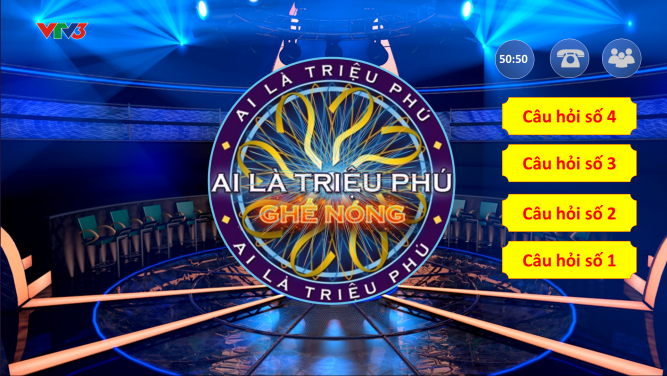 VTV3
50:50
AI LÀ TRIỆU PHÚ
AI LÀ TRIỆU PHÚ
GHẾ NÓNG
AI LÀ TRIỆU PHÚ
Câu hỏi số 4
Câu hỏi số 3
Câu hỏi số 2
Câu hỏi số 1